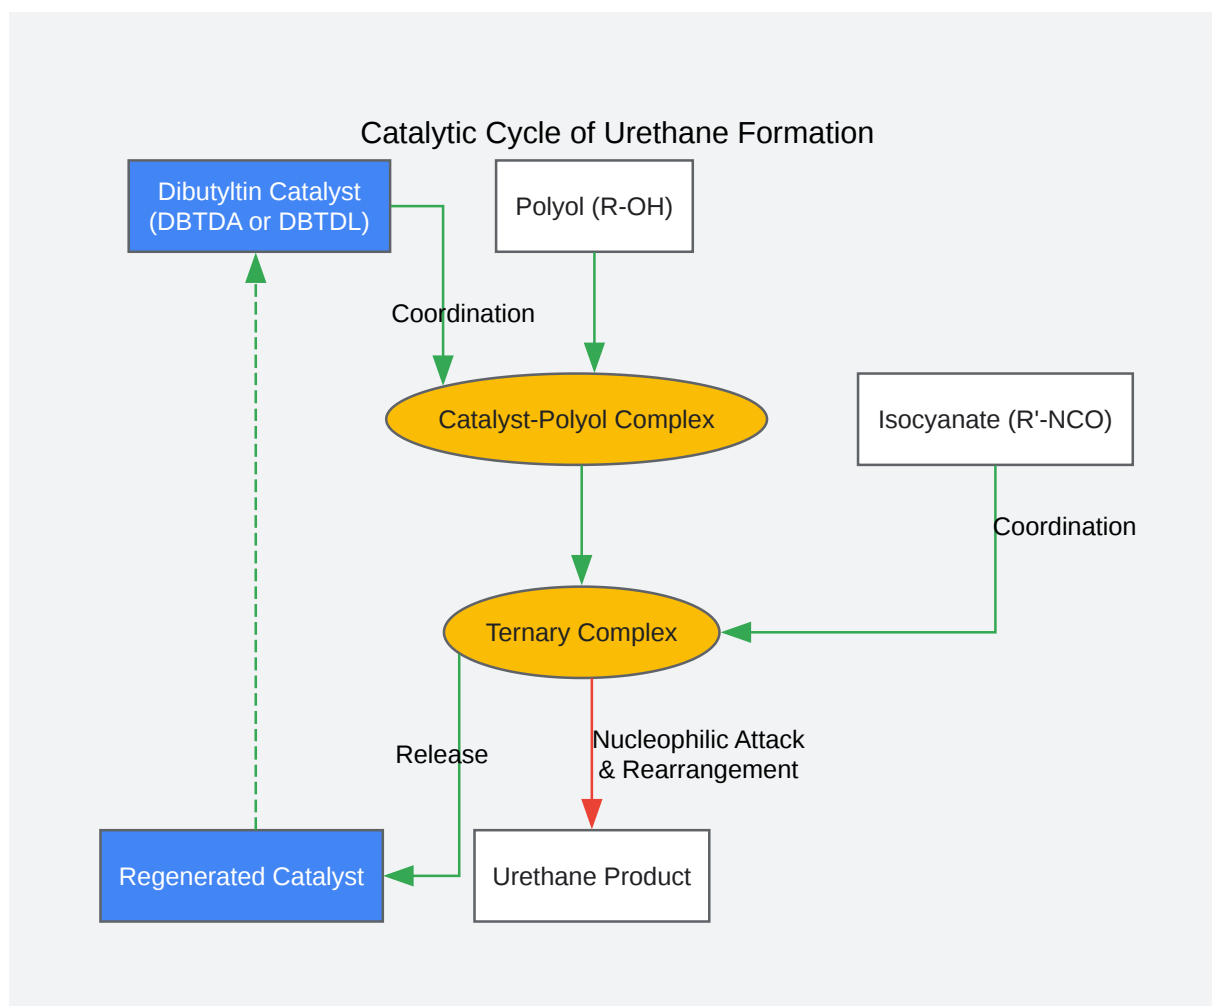 Catalytic Cycle of Urethane Formation
Dibutyltin Catalyst
(DBTDA or DBTDL)
Polyol (R-OH)
Coordination
Catalyst-Polyol Complex
Isocyanate (R'-NCO)
Coordination
Ternary Complex
Release
Nucleophilic Attack
& Rearrangement
Regenerated Catalyst
Urethane Product